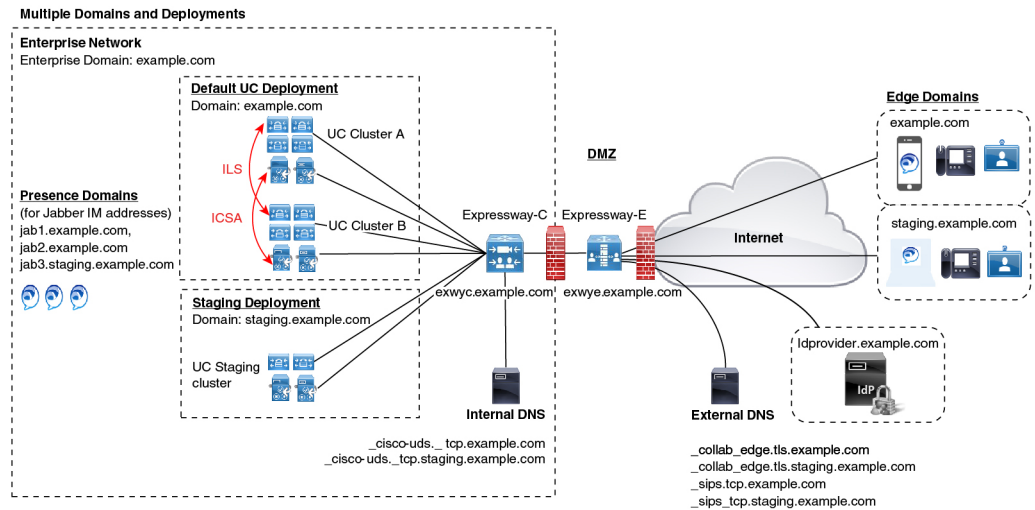 Multiple Domains and Deployments
Enterprise Network
Enterprise Domain: example.com
Default UC Deployment
Domain: example.com
UC Cluster A
ILS
ICSA
UC Cluster B
Presence Domains
(for Jabber IM addresses)
jab1.example.com,
jab2.example.com
jab3.staging.example.com
Staging Deployment
Domain: staging.example.com
UC Staging
cluster
Expressway-C
exwyc.example.com
Internal DNS
_cisco-uds._ tcp.example.com
_cisco-uds._tcp.staging.example.com
DMZ
Expressway-E
exwye.example.com
Internet
External DNS
_collab_edge.tls.example.com
_collab_edge.tls.staging.example.com
_sips.tcp.example.com
_sips_tcp.staging.example.com
Edge Domains
example.com
staging.example.com
Idprovider.example.com
IdP